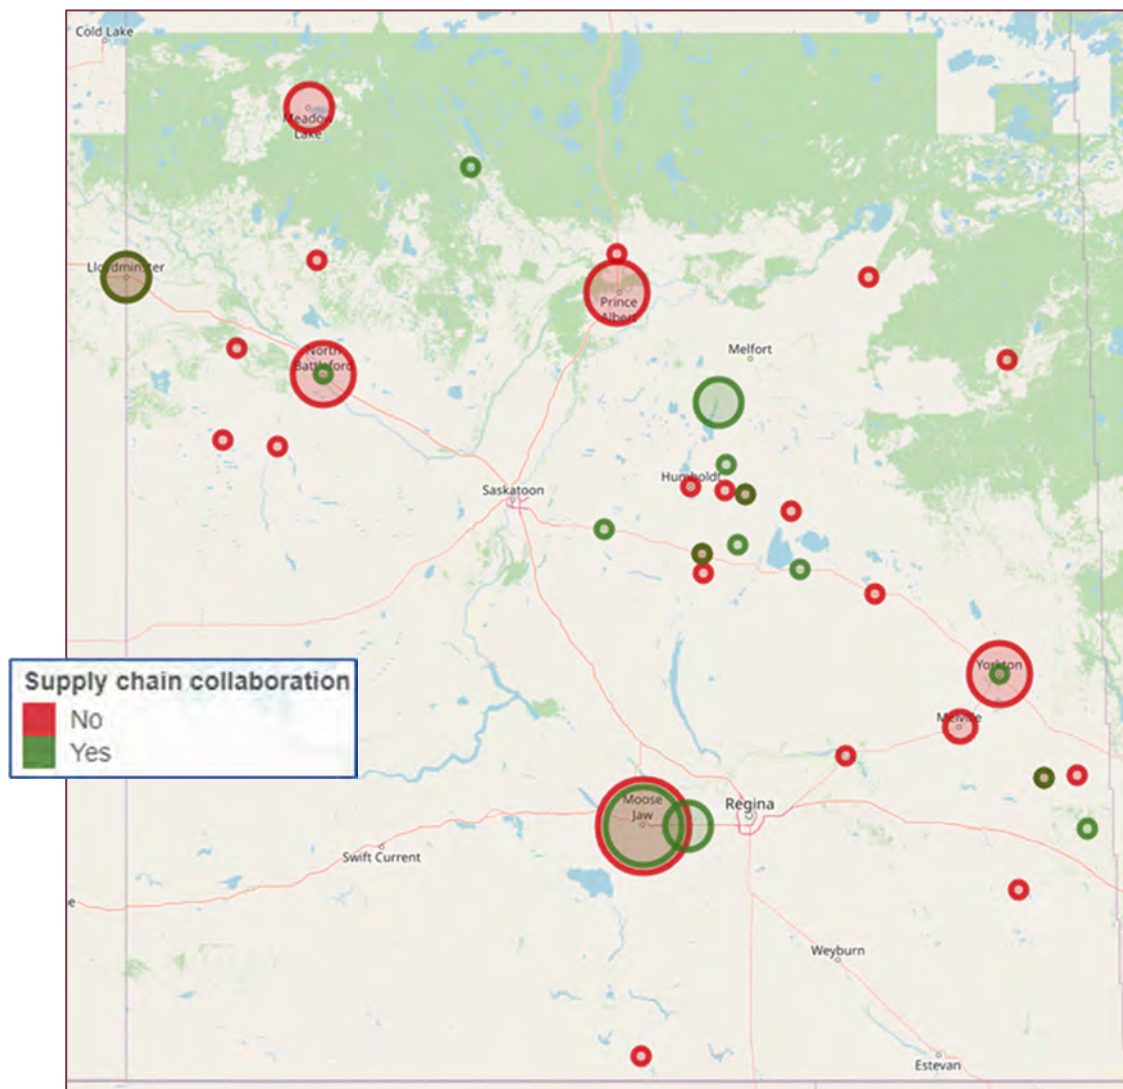 Cold Lake
Meadow
Lake
Lloydminster
Prince
Albert
North
Battleford
Melfort
Humboldt
Saskatoon
Supply chain collaboration
No
Yes
Yorkton
Melville
Moose
Jaw
Regina
Swift Current
e
Weyburn
Estevan